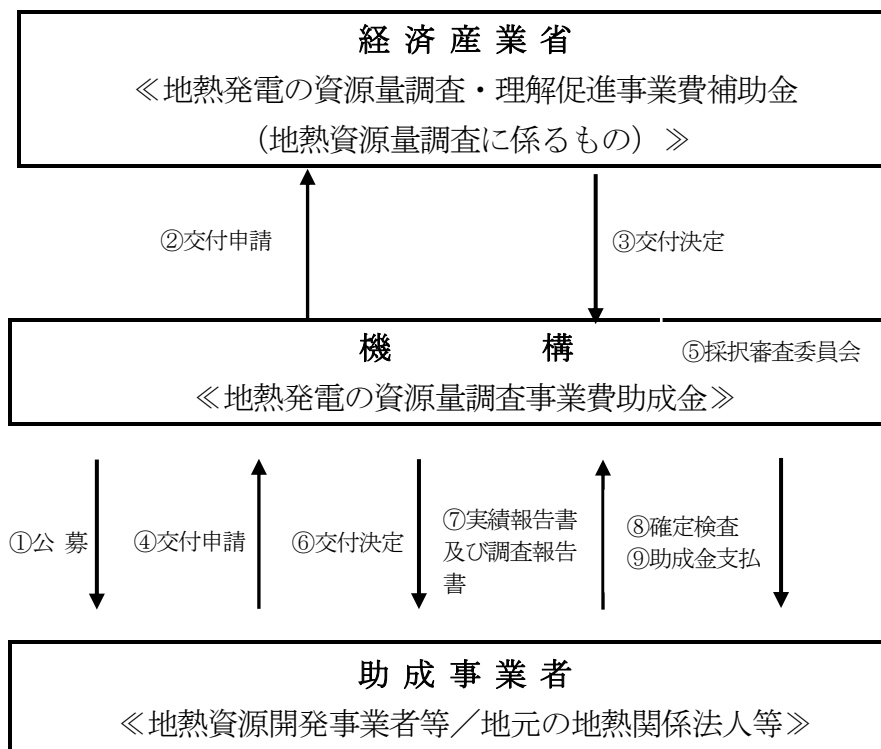 経 済 産 業 省
≪地熱発電の資源量調査・理解促進事業費補助金
(地熱資源量調査に係るもの)≫
②交付申請
③交付決定
機 構
⑤採択審査委員会
≪地熱発電の資源量調査事業費助成金≫
①公 募
④交付申請
⑥交付決定
⑦実績報告書
及び調査報告
書
⑧確定検査
⑨助成金支払
助 成 事 業 者
≪地熱資源開発事業者等／地元の地熱関係法人等≫